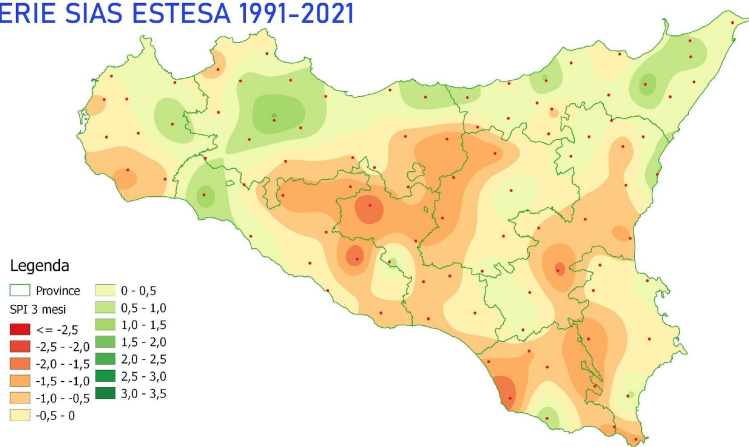 ERIE SIAS ESTESA 1991-2021
Legenda
Province
SPI 3 mesi
<= -2,5
-2,5 - -2,0
-2,0 - -1,5
-1,5 - -1,0
-1,0 - -0,5
-0,5 - 0
0 - 0,5
0,5 - 1,0
1,0 - 1,5
1,5 - 2,0
2,0 - 2,5
2,5 - 3,0
3,0 - 3,5